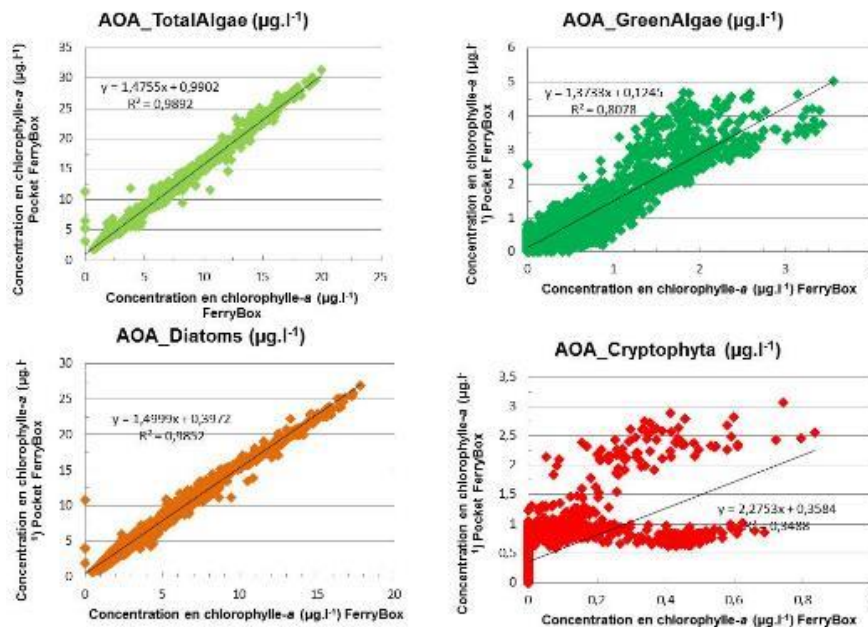 AOA_TotalAlgae (µg.l-1)
Concentration en chlorophylle-a (µg.l-1)
Pocket FerryBox
35
30
25
20
15
10
5
0
y = 1,4755x + 0,9902
R² = 0,9892
0 5 10 15 20 25
Concentration en chlorophylle-a (µg.l-1)
FerryBox
AOA_GreenAlgae (µg.l-1)
Concentration en chlorophylle-a (µg.l-
1) Pocket FerryBox
6
5
4
3
2
1
0
y = 1,3733x + 0,1245
R² = 0,8078
1 2 3
Concentration en chlorophylle-a (µg.l-1) FerryBox
AOA_Diatoms (µg.l-1)
Concentration en chlorophylle-a (µg.l-
1) Pocket FerryBox
30
25
20
15
10
5
0
y = 1,4999x + 0,3972
R² = 0,9852
0 5 10 15 20
Concentration en chlorophylle-a (µg.l-1) FerryBox
AOA_Cryptophyta (µg.l-1)
Concentration en chlorophylle-a (µg.l-
1) Pocket FerryBox
3,5
3
2,5
2
1,5
1
0,5
0
y = 2,2753x + 0,3584
= 0,3488
0 0,2 0,4 0,6 0,8
Concentration en chlorophylle-a (µg.l-1) FerryBox